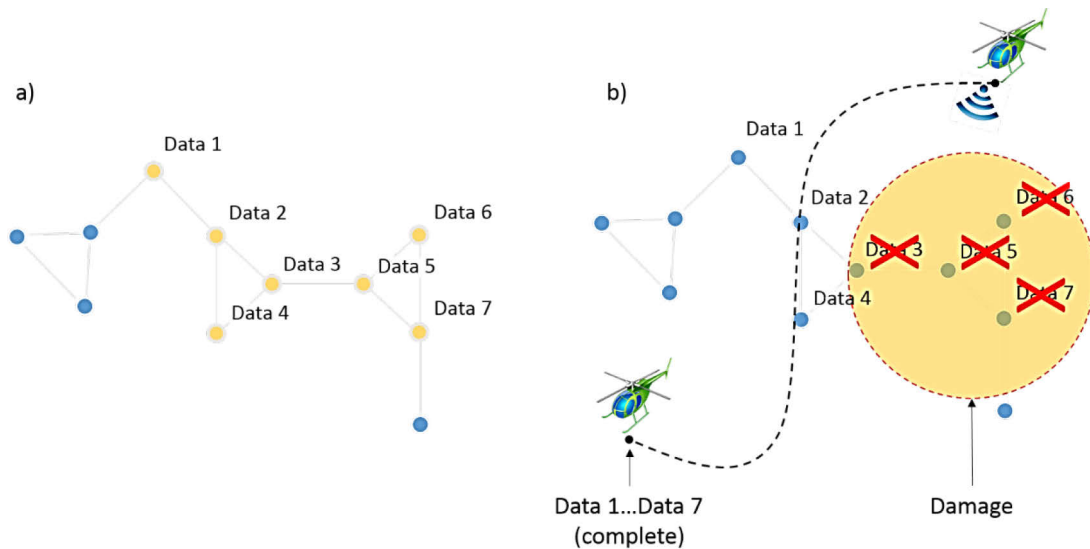 a)
Data 1
Data 2
Data 6
Data 3
Data 5
Data 4
Data 7
b)
Data 1
Data 2
Data 6
Data 3
Data 5
Data 4
Data 7
Data 1...Data 7
(complete)
Damage